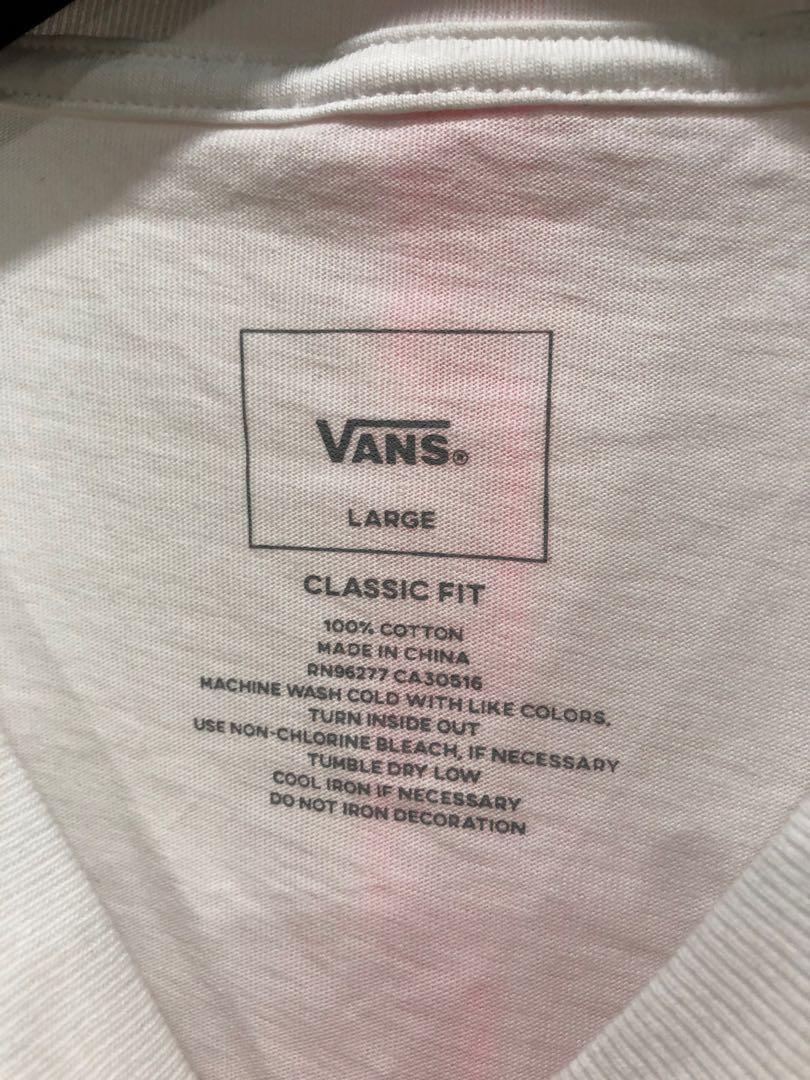 VANS®
LARGE
CLASSIC FIT
100% COTTON
MADE IN CHINA
RN96277 CA30516
MACHINE WASH COLD WITH LIKE COLORS.
TURN INSIDE OUT
USE NON-CHLORINE BLEACH, IF NECESSARY
TUMBLE DRY LOW
COOL IRON IF NECESSARY
DO NOT IRON DECORATION